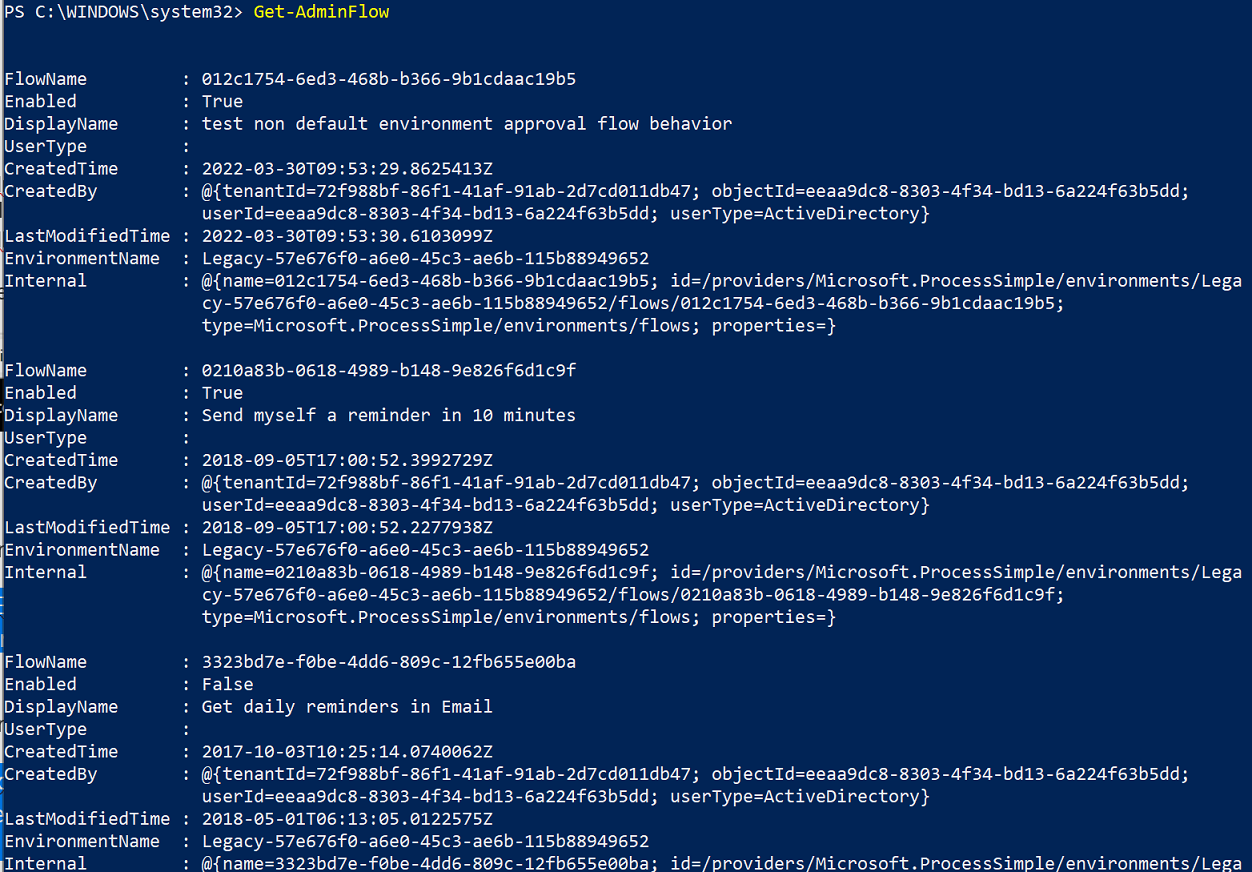 PS C:\WINDOWS\system32> Get-AdminFlow
FlowName : 012c1754-6ed3-468b-b366-9b1cdaac19b5
Enabled : True
DisplayName : test non default environment approval flow behavior
UserType :
CreatedTime : 2022-03-30T09:53:29.8625413Z
CreatedBy : @{tenantId=72f988bf-86f1-41af-91ab-2d7cd011db47; objectId=eeaa9dc8-8303-4f34-bd13-6a224f63b5dd;
userId=eeaa9dc8-8303-4f34-bd13-6a224f63b5dd; userType=ActiveDirectory}
LastModifiedTime : 2022-03-30T09:53:30.6103099Z
EnvironmentName : Legacy-57e676f0-a6e0-45c3-ae6b-115b88949652
Internal : @{name=012c1754-6ed3-468b-b366-9b1cdaac19b5; id=/providers/Microsoft.ProcessSimple/environments/Lega
cy-57e676f0-a6e0-45c3-ae6b-115b88949652/flows/012c1754-6ed3-468b-b366-9b1cdaac19b5;
type=Microsoft.ProcessSimple/environments/flows; properties=}
FlowName : 0210a83b-0618-4989-b148-9e826f6d1c9f
Enabled : True
DisplayName : Send myself a reminder in 10 minutes
UserType :
CreatedTime : 2018-09-05T17:00:52.3992729Z
CreatedBy : @{tenantId=72f988bf-86f1-41af-91ab-2d7cd011db47; objectId=eeaa9dc8-8303-4f34-bd13-6a224f63b5dd;
userId=eeaa9dc8-8303-4f34-bd13-6a224f63b5dd; userType=ActiveDirectory}
LastModifiedTime : 2018-09-05T17:00:52.2277938Z
EnvironmentName : Legacy-57e676f0-a6e0-45c3-ae6b-115b88949652
Internal : @{name=0210a83b-0618-4989-b148-9e826f6d1c9f; id=/providers/Microsoft.ProcessSimple/environments/Lega
cy-57e676f0-a6e0-45c3-ae6b-115b88949652/flows/0210a83b-0618-4989-b148-9e826f6d1c9f;
type=Microsoft.ProcessSimple/environments/flows; properties=}
FlowName : 3323bd7e-f0be-4dd6-809c-12fb655e00ba
Enabled : False
DisplayName : Get daily reminders in Email
UserType :
CreatedTime : 2017-10-03T10:25:14.0740062Z
CreatedBy : @{tenantId=72f988bf-86f1-41af-91ab-2d7cd011db47; objectId=eeaa9dc8-8303-4f34-bd13-6a224f63b5dd;
userId=eeaa9dc8-8303-4f34-bd13-6a224f63b5dd; userType=ActiveDirectory}
LastModifiedTime : 2018-05-01T06:13:05.0122575Z
EnvironmentName : Legacy-57e676f0-a6e0-45c3-ae6b-115b88949652
Internal : @{name=3323bd7e-f0be-4dd6-809c-12fb655e00ba; id=/providers/Microsoft.ProcessSimple/environments/Lega